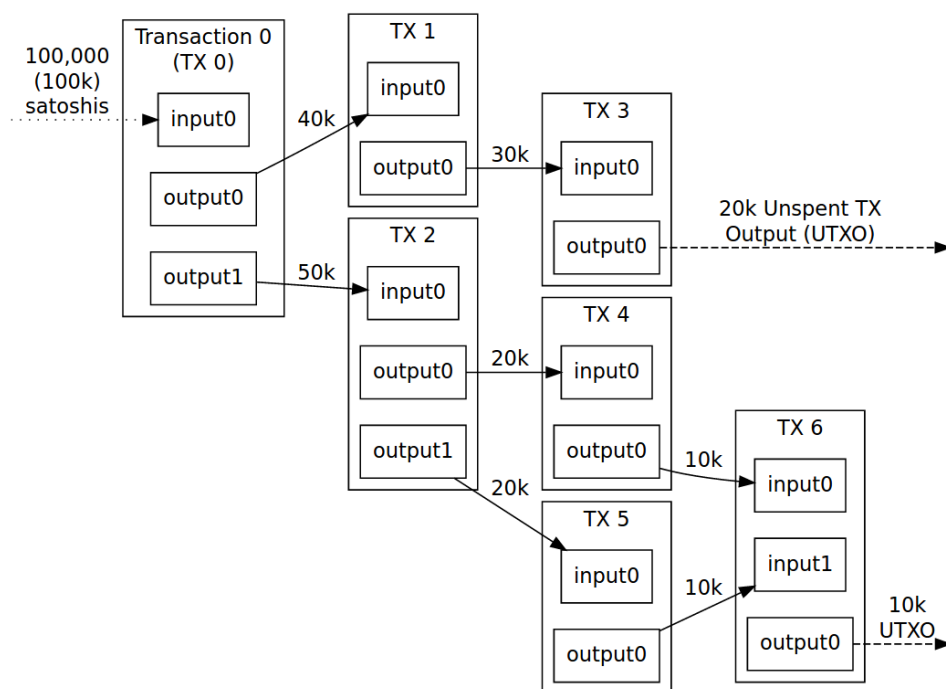 100,000
(100k)
satoshis
Transaction 0
(TX 0)
input0
output0
output1
40k
50k
TX 1
input0
output0
30k
TX 2
input0
output0
output1
20k
20k
TX 3
input0
output0
20k Unspent TX
Output (UTXO)
TX 4
input0
output0
10k
TX 5
input0
output0
10k
TX 6
input0
input1
output0
10k
UTXO